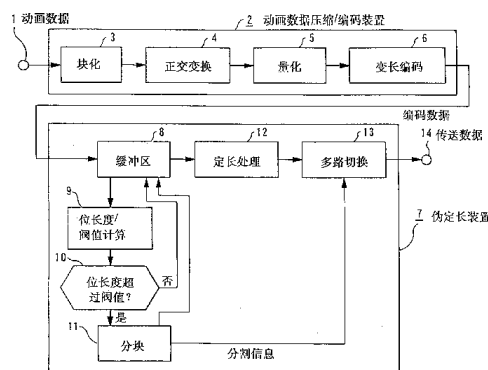 1 动画数据
2 动画数据压缩/编码装置
3
块化
4
正交变换
5
量化
6
变长编码
编码数据
8
缓冲区
12
定长处理
13
多路切换
14 传送数据
9
位长度/
阀值计算
7 伪定长装置
10
位长度超
过阀值?
否
是
11
分块
分割信息